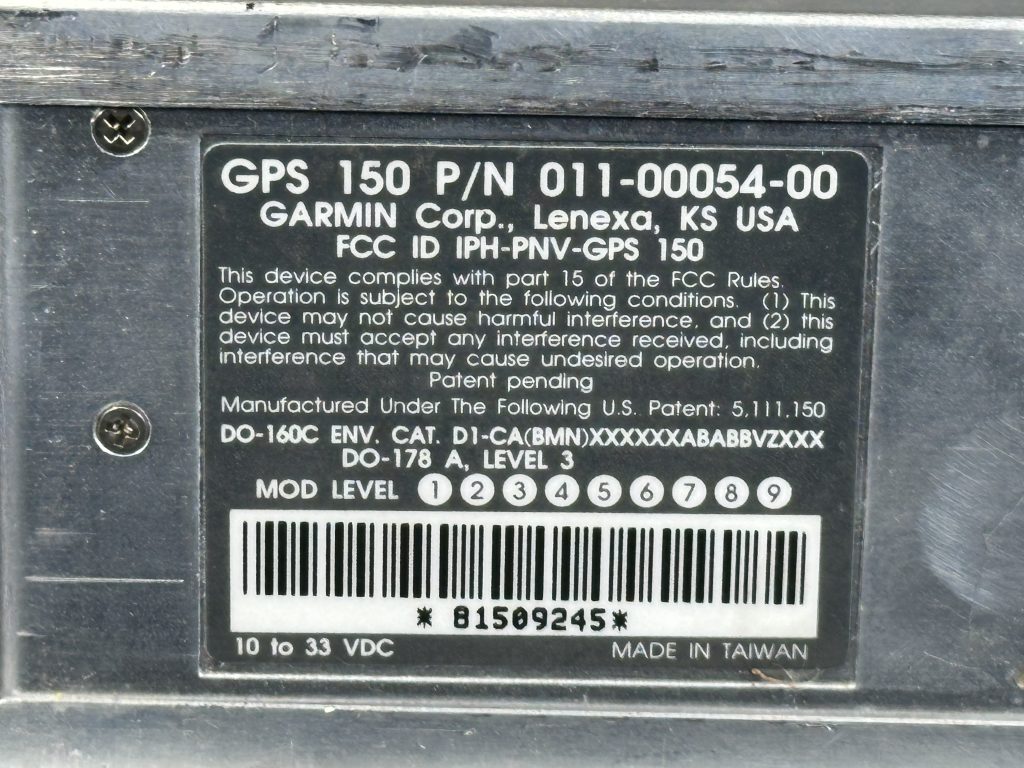 GPS 150 P/N 011-00054-00
GARMIN Corp., Lenexa, KS USA
FCC ID IPH-PNV-GPS 150
This device complies with part 15 of the FCC Rules.
Operation is subject to the following conditions. (1) This
device may not cause harmful interference, and (2) this
device must accept any interference received, including
interference that may cause undesired operation.
Patent pending
Manufactured Under The Following U.S. Patent: 5,111.150
DO-160C ENV. CAT. D1-CA(BMN)XXXXXXABABBVZXXX
DO-178 A, LEVEL 3
MOD LEVEL 1 2 3 4 5 6 7 8 9
* 81509245*
10 to 33 VDC MADE IN TAIWAN